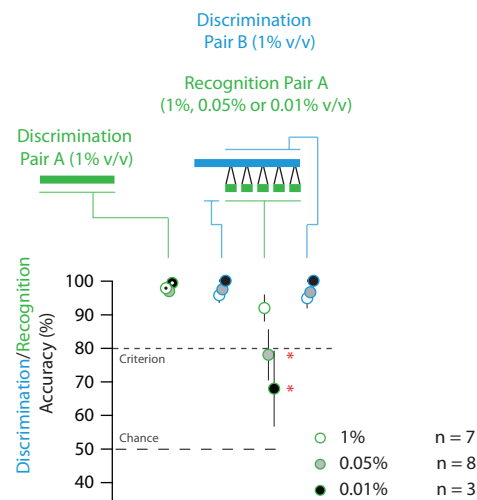 Discrimination
Pair B (1% v/v)
Recognition Pair A
(1%, 0.05% or 0.01% v/v)
Discrimination
Pair A (1% v/v)
Discrimination/Recognition
Accuracy (%)
100
90
80
70
60
50
40
Criterion
Chance
*
*
1% n = 7
0.05% n = 8
0.01% n = 3